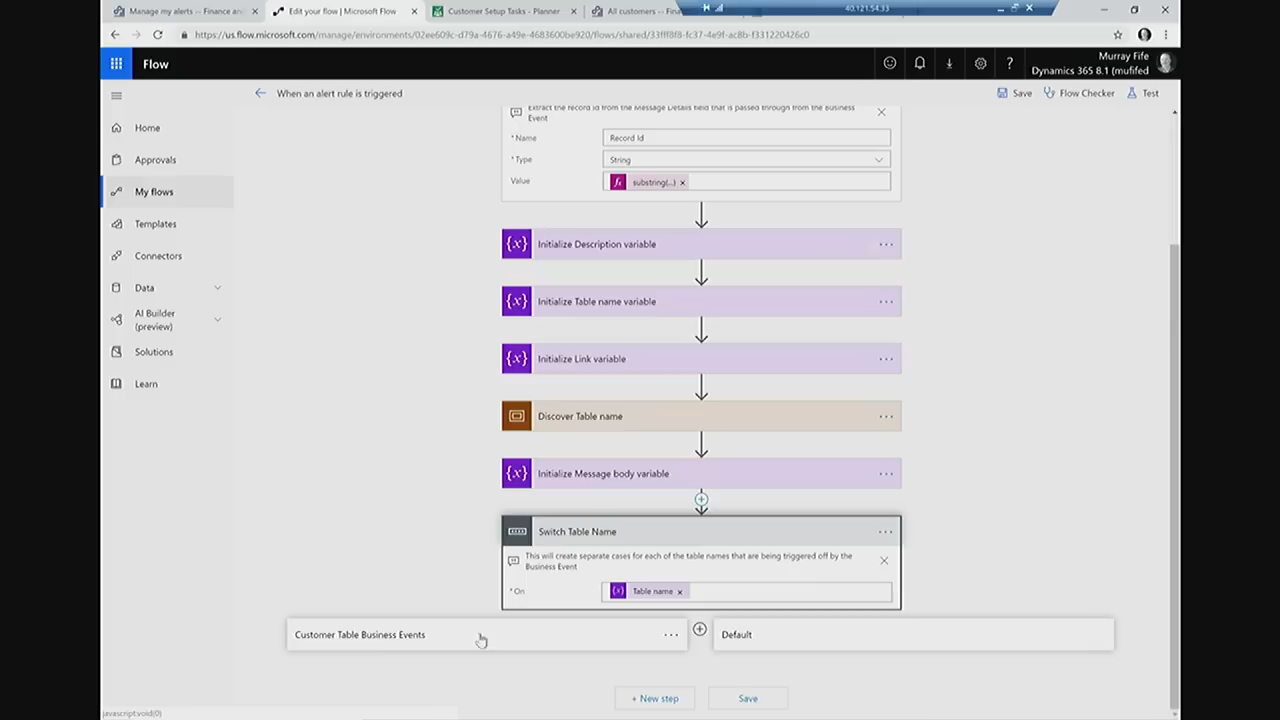 Manage my alerts -- Finance an
Edit your flow | Microsoft Flow
Customer Setup Tasks - Planner
All customers -- Finance
40.121.54.33
https://us.flow.microsoft.com/manage/environments/02ee609c-d79a-4676-a49e-4683600be920/flows/shared/33fff8f8-fc37-4e9f-ac8b-f331220426c0
Flow
?
Murray Fife
Dynamics 365 8.1 (mufifed
When an alert rule is triggered
Save
Flow Checker
Test
Home
Approvals
My flows
Templates
Connectors
Data
AI Builder
(preview)
Solutions
Learn
Extract the record Id from the Message Details field that is passed through from the Business
Event
* Name
Record Id
* Type
String
Value
fx substring(...) x
{x} Initialize Description variable ...
{x} Initialize Table name variable ...
{x} Initialize Link variable ...
Discover Table name ...
{x} Initialize Message body variable ...
Switch Table Name ...
This will create separate cases for each of the table names that are being triggered off by the
Business Event
* On
{x} Table name x
Customer Table Business Events ...
Default
+ New step
Save
javascript:void(0)